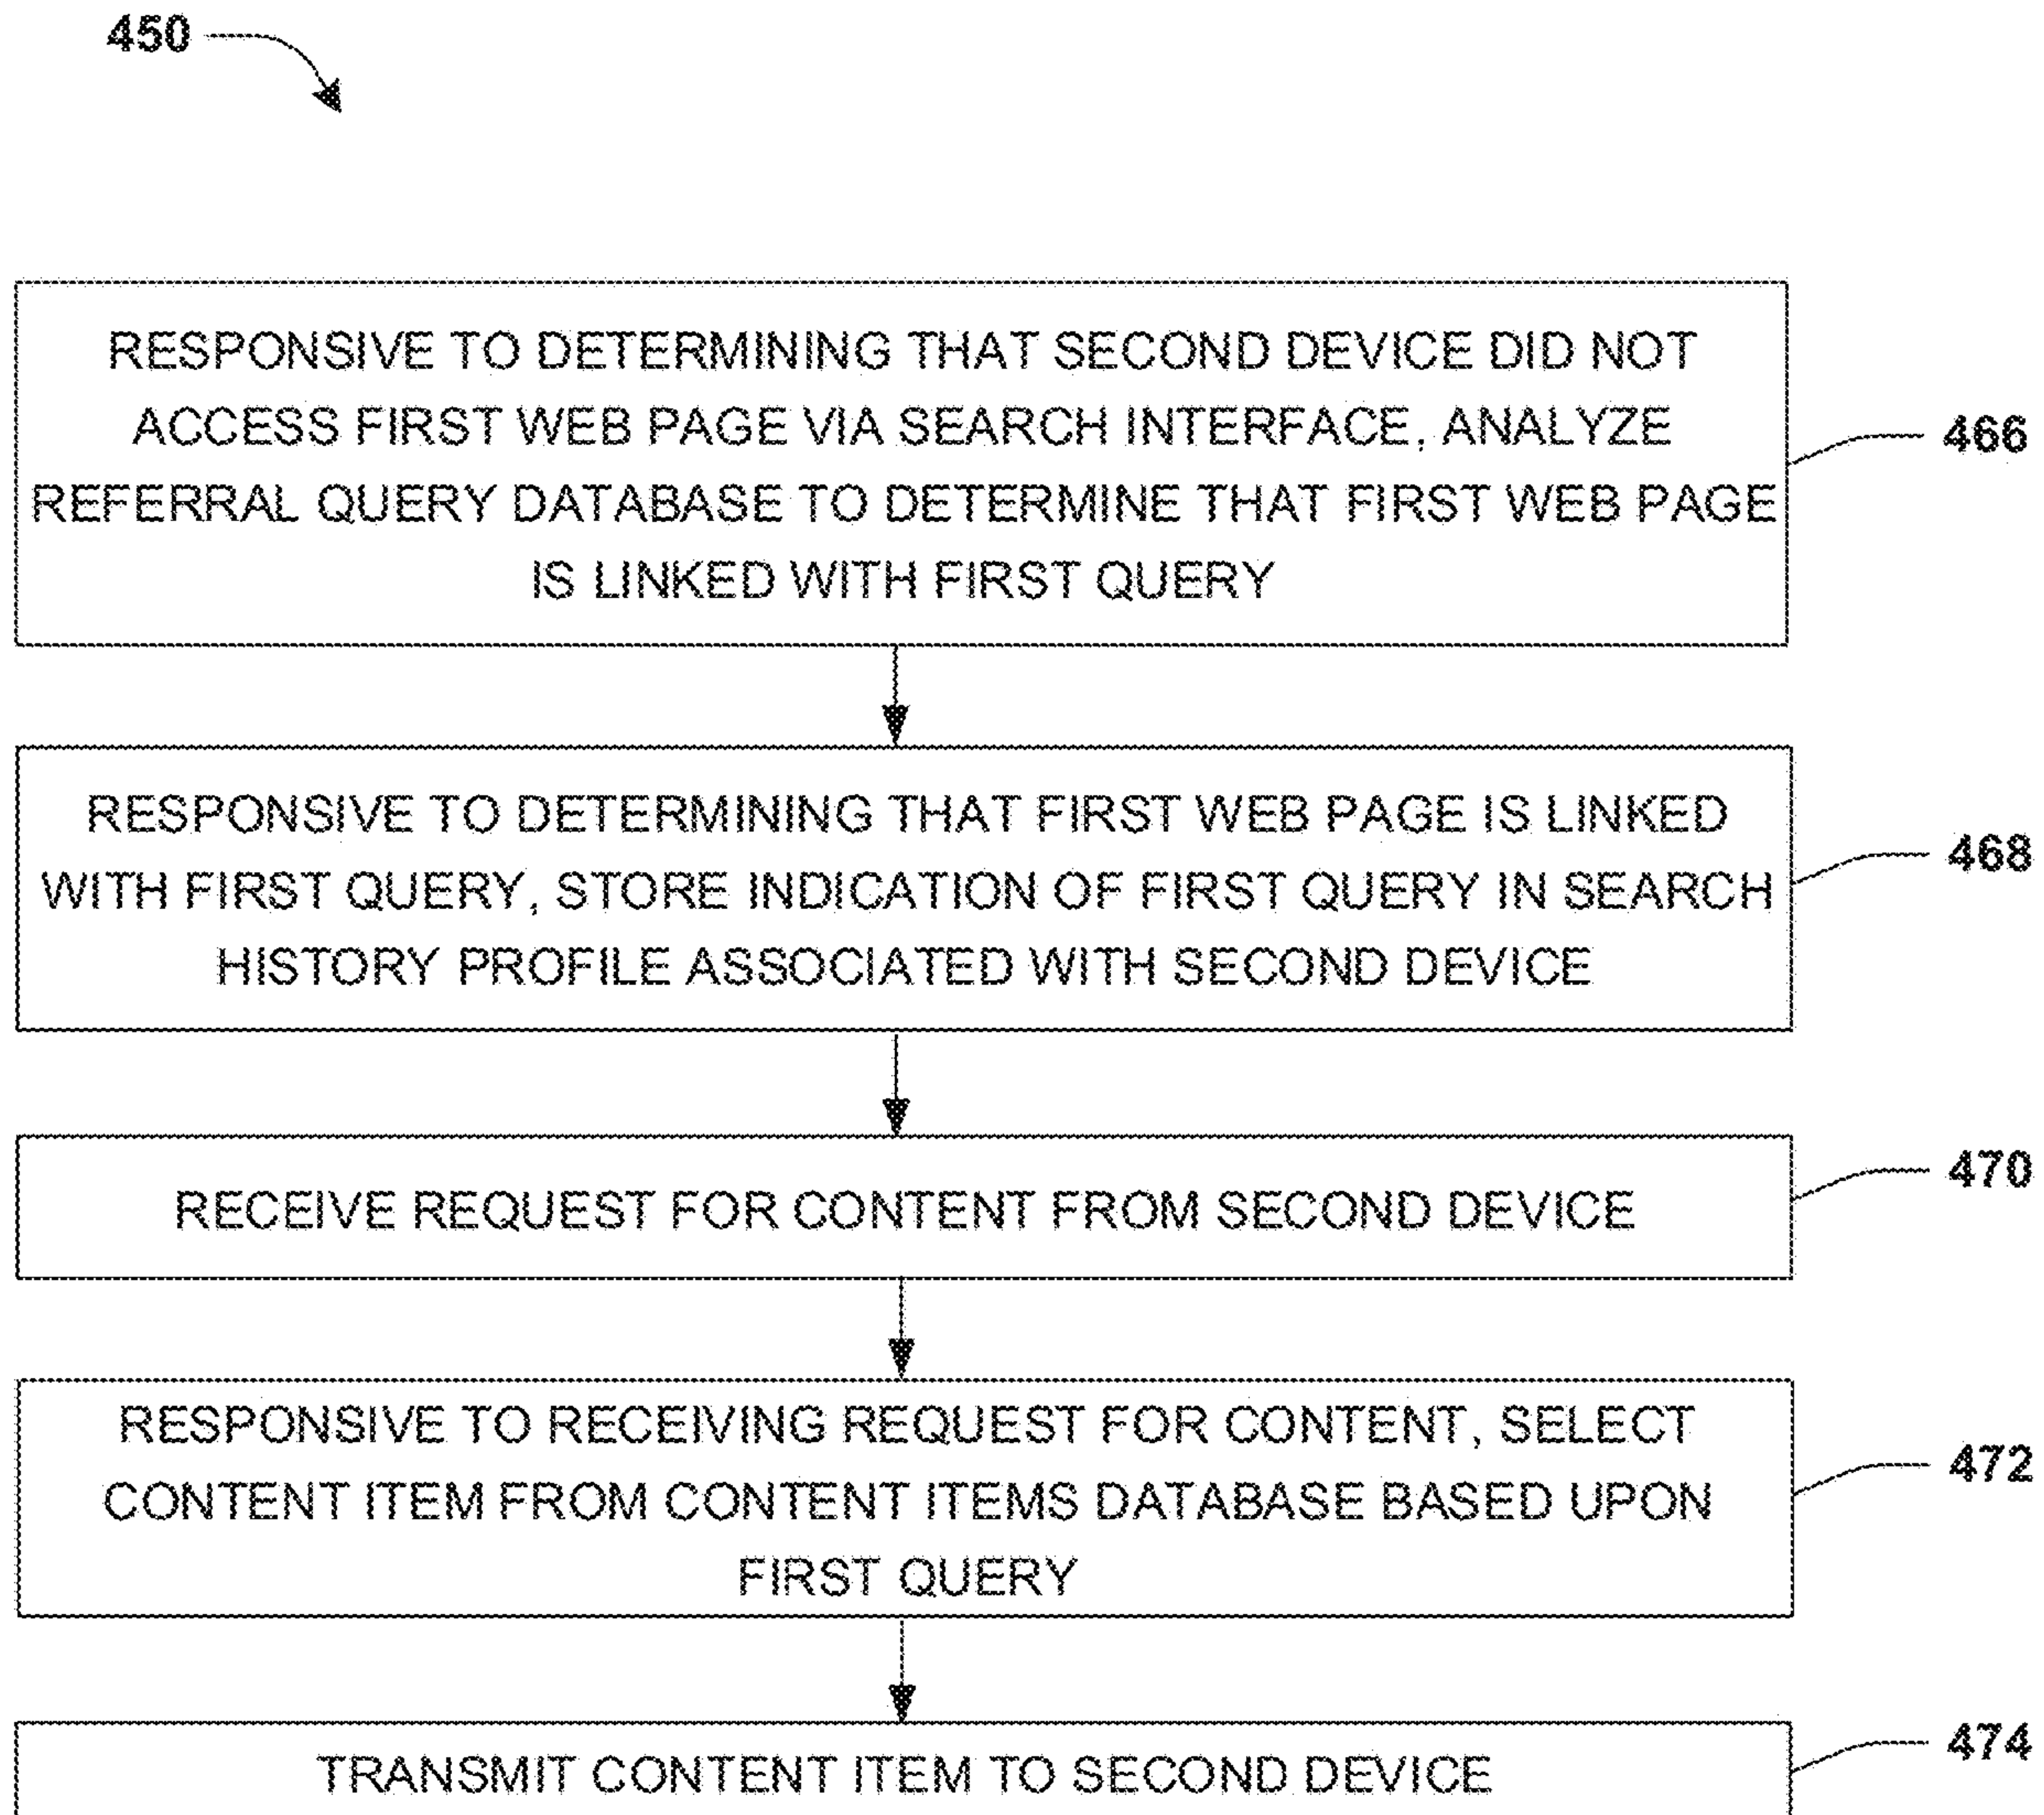 450
RESPONSIVE TO DETERMINING THAT SECOND DEVICE DID NOT
ACCESS FIRST WEB PAGE VIA SEARCH INTERFACE, ANALYZE
REFERRAL QUERY DATABASE TO DETERMINE THAT FIRST WEB PAGE
IS LINKED WITH FIRST QUERY
466
RESPONSIVE TO DETERMINING THAT FIRST WEB PAGE IS LINKED
WITH FIRST QUERY, STORE INDICATION OF FIRST QUERY IN SEARCH
HISTORY PROFILE ASSOCIATED WITH SECOND DEVICE
468
RECEIVE REQUEST FOR CONTENT FROM SECOND DEVICE
470
RESPONSIVE TO RECEIVING REQUEST FOR CONTENT, SELECT
CONTENT ITEM FROM CONTENT ITEMS DATABASE BASED UPON
FIRST QUERY
472
TRANSMIT CONTENT ITEM TO SECOND DEVICE
474